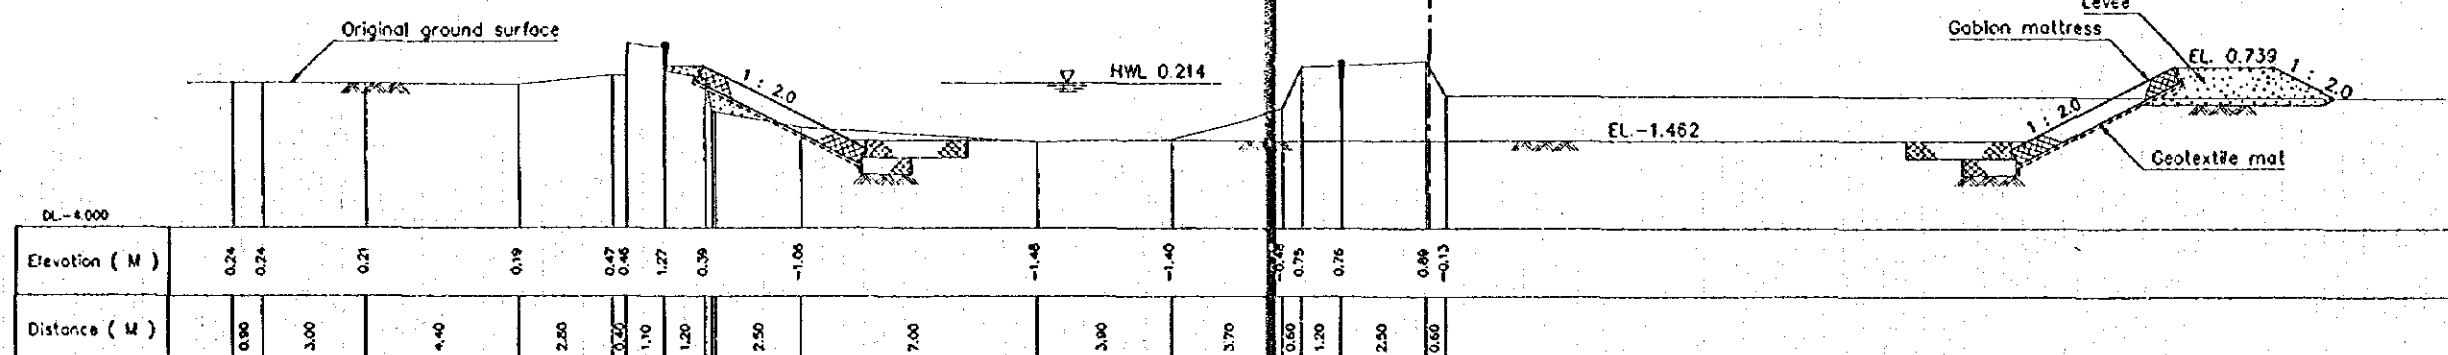 Levee
Original ground surface
Gabion mattress
EL. 0.739
1 : 2.0
HWL 0.214
1 : 2.0
1 : 2.0
EL.-1.462
Geotextile mat
DL.-4.000
Elevation ( M ) 0.24 0.24 0.21 0.19 0.47 0.46 1.27 0.39 -1.06 -1.48 -1.40 0.75 0.76 0.89 -0.13
Distance ( M ) 0.90 3.00 4.40 2.80 0.40 1.10 1.20 2.50 7.00 3.90 3.70 0.60 1.20 2.50 0.60